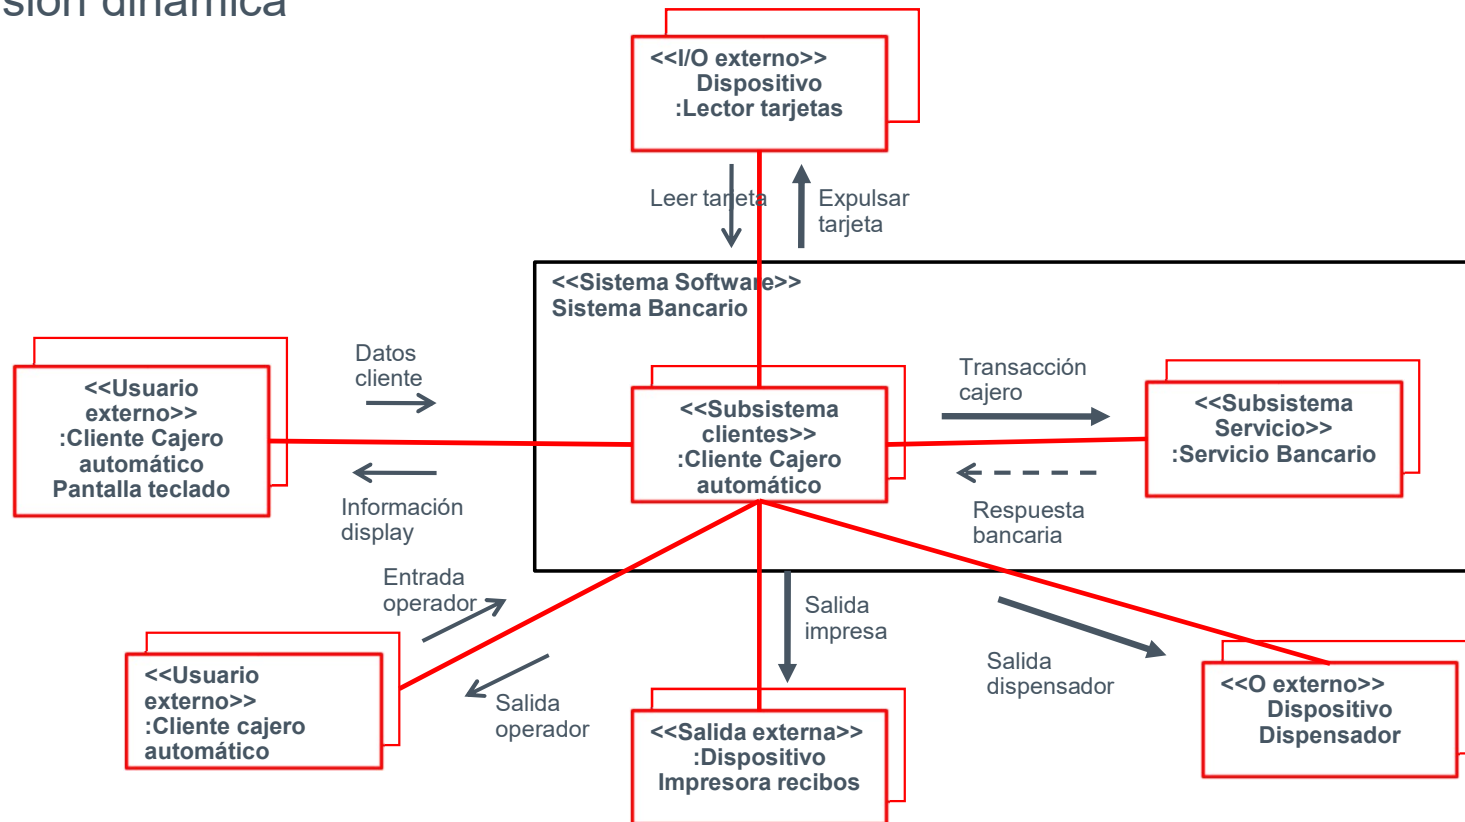 sión dinámica
<<I/O externo>>
Dispositivo
:Lector tarjetas
Leer tarjeta
Expulsar
tarjeta
<<Sistema Software>>
Sistema Bancario
<<Usuario
externo>>
:Cliente Cajero
automático
Pantalla teclado
Datos
cliente
Información
display
<<Subsistema
clientes>>
:Cliente Cajero
automático
Transacción
cajero
Respuesta
bancaria
<<Subsistema
Servicio>>
:Servicio Bancario
Entrada
operador
Salida
operador
<<Usuario
externo>>
:Cliente cajero
automático
Salida
impresa
<<Salida externa>>
:Dispositivo
Impresora recibos
Salida
dispensador
<<O externo>>
Dispositivo
Dispensador